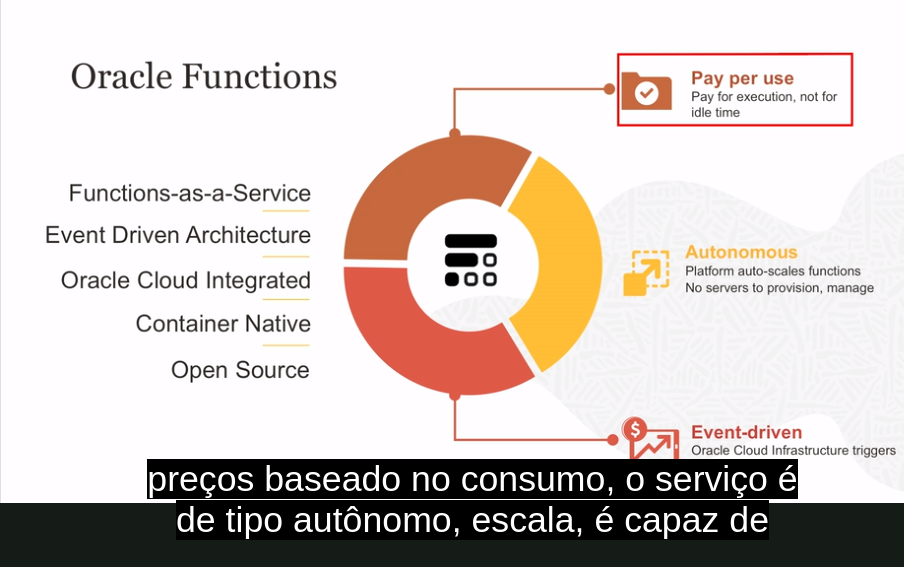 Oracle Functions
Functions-as-a-Service
Event Driven Architecture
Oracle Cloud Integrated
Container Native
Open Source
Pay per use
Pay for execution, not for
idle time
Autonomous
Platform auto-scales functions
No servers to provision, manage
$
Event-driven
Oracle Cloud Infrastructure triggers
preços baseado no consumo, o serviço é
de tipo autônomo, escala, é capaz de